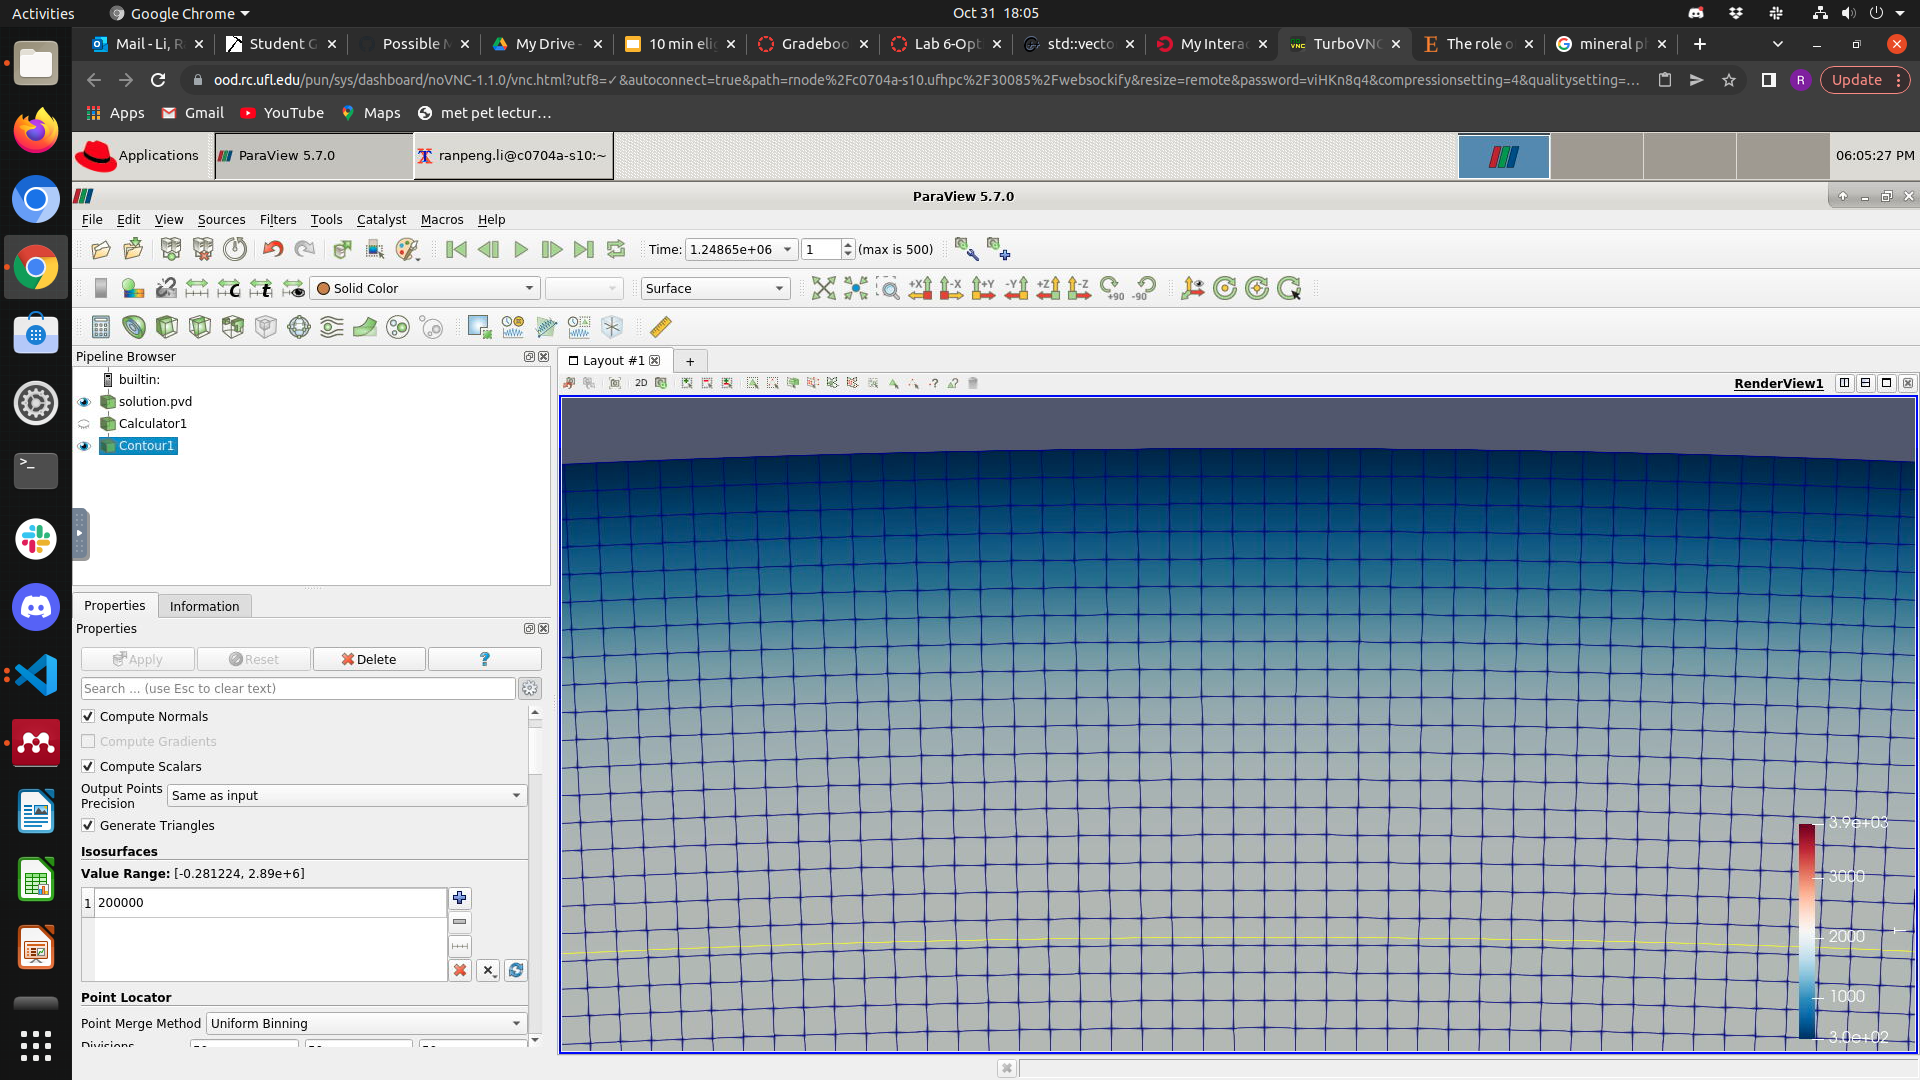 Activities
Google Chrome
Oct 31 18:05
Mail - Li, R
Student G
Possible M
My Drive -
10 min eli
Gradeboo
Lab 6-Opt
std::vecto
My Intera
TurboVNC
The role o
mineral p
ood.rc.ufl.edu/pun/sys/dashboard/noVNC-1.1.0/vnc.html?utf8=✓&autoconnect=true&path=rnode%2Fc0704a-s10.ufhpc%2F30085%2Fwebsockify&resize=remote&password=viHKn8q4&compressionsetting=4&qualitysetting=...
R
Update
Apps
Gmail
YouTube
Maps
met pet lectur...
Applications
ParaView 5.7.0
ranpeng.li@c0704a-s10:~
06:05:27 PM
ParaView 5.7.0
File Edit View Sources Filters Tools Catalyst Macros Help
Time: 1.24865e+06 1 (max is 500)
Solid Color
Surface
+X -X +Y -Y +Z -Z +90 -90
Pipeline Browser
builtin:
solution.pvd
Calculator1
Contour1
Layout #1
+
2D
RenderView1
Properties
Information
Properties
Apply
Reset
Delete
?
Search ... (use Esc to clear text)
Compute Normals
Compute Gradients
Compute Scalars
Output Points Precision
Same as input
Generate Triangles
Isosurfaces
Value Range: [-0.281224, 2.89e+6]
1 200000
Point Locator
Point Merge Method
Uniform Binning
Divisions
3.9e+03
3000
2000
T
1000
3.0e+02